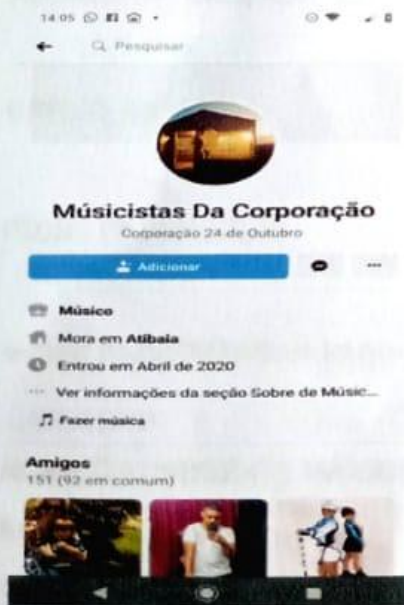 14:05
Pesquisar
Músicistas Da Corporação
Corporação 24 de Outubro
Adicionar
Músico
Mora em Atibaia
Entrou em Abril de 2020
Ver informações da seção Sobre de Músic...
Fazer música
Amigos
151 (92 em comum)